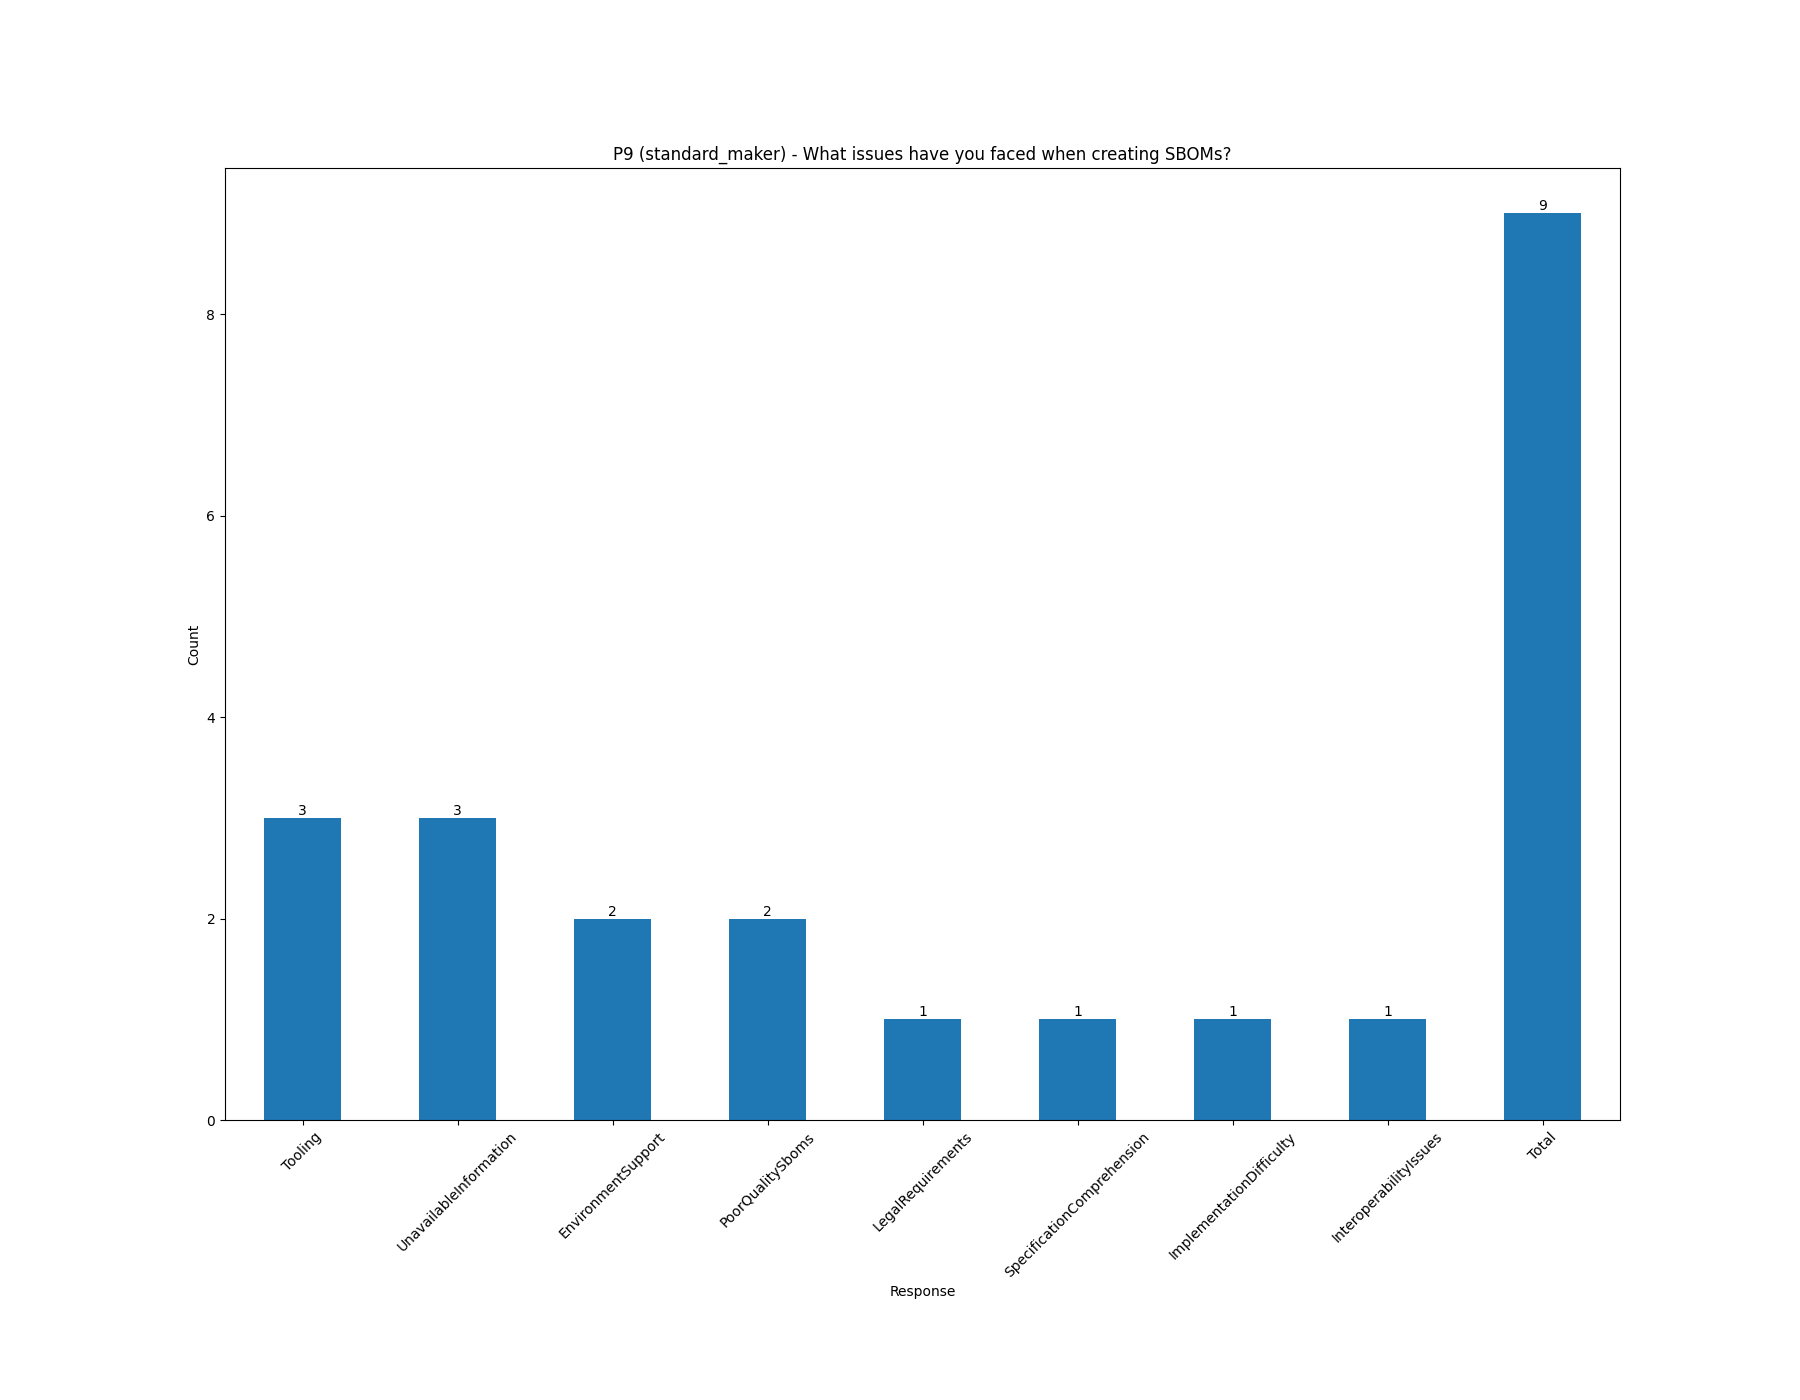 P9 (standard_maker) - What issues have you faced when creating SBOMs?
Count
8
6
4
2
0
3
3
2
2
1
1
1
1
9
Tooling
UnavailableInformation
EnvironmentSupport
PoorQualitySboms
LegalRequirements
SpecificationComprehension
ImplementationDifficulty
InteroperabilityIssues
Total
Response